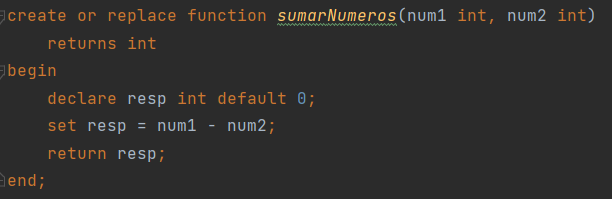 create or replace function sumarNumeros(num1 int, num2 int)
    returns int
begin
    declare resp int default 0;
    set resp = num1 - num2;
    return resp;
end;